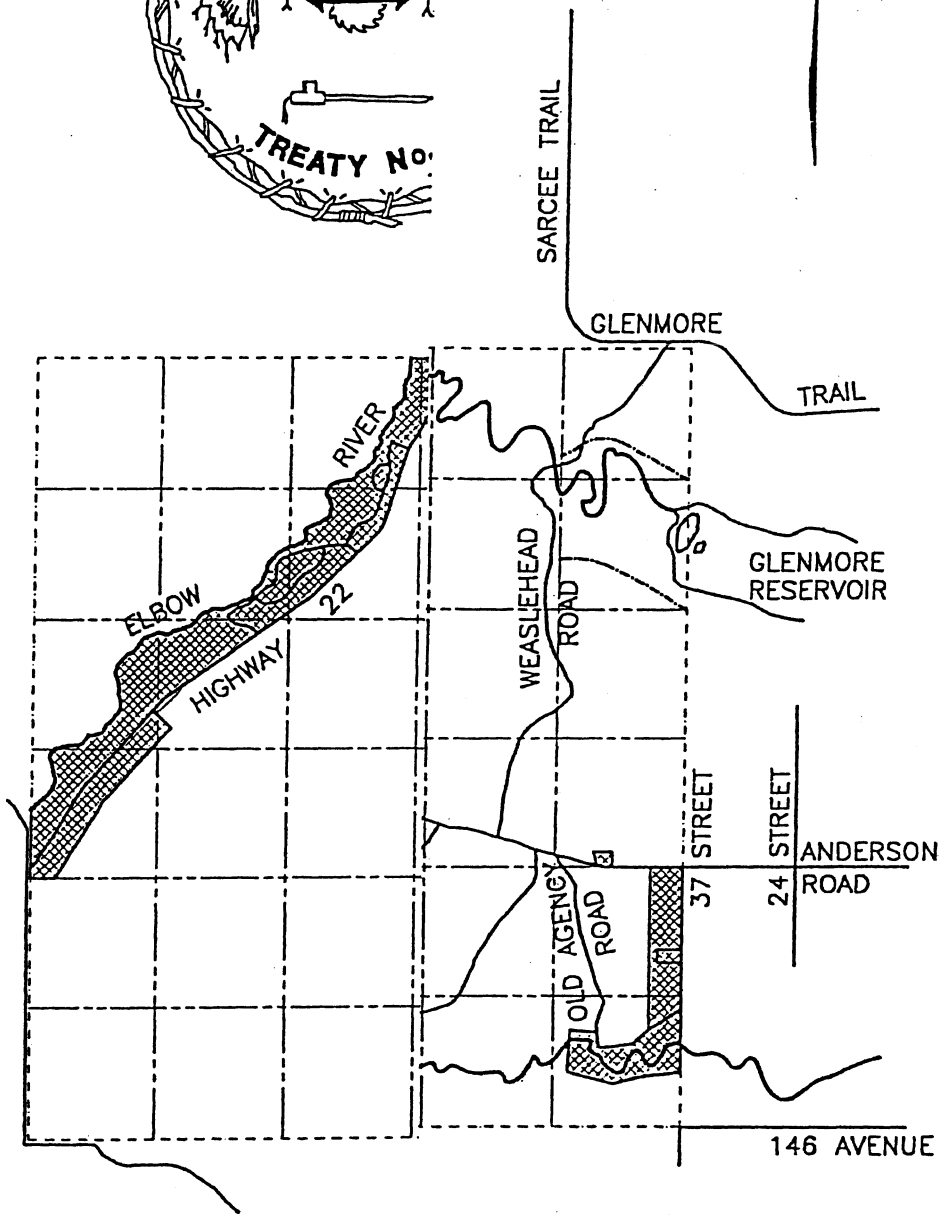 TREATY No.
SARCEE TRAIL
GLENMORE
TRAIL
RIVER
ELBOW
HIGHWAY
22
WEASLEHEAD
ROAD
GLENMORE
RESERVOIR
37 STREET
24 STREET
ANDERSON
ROAD
OLD AGENCY
ROAD
146 AVENUE